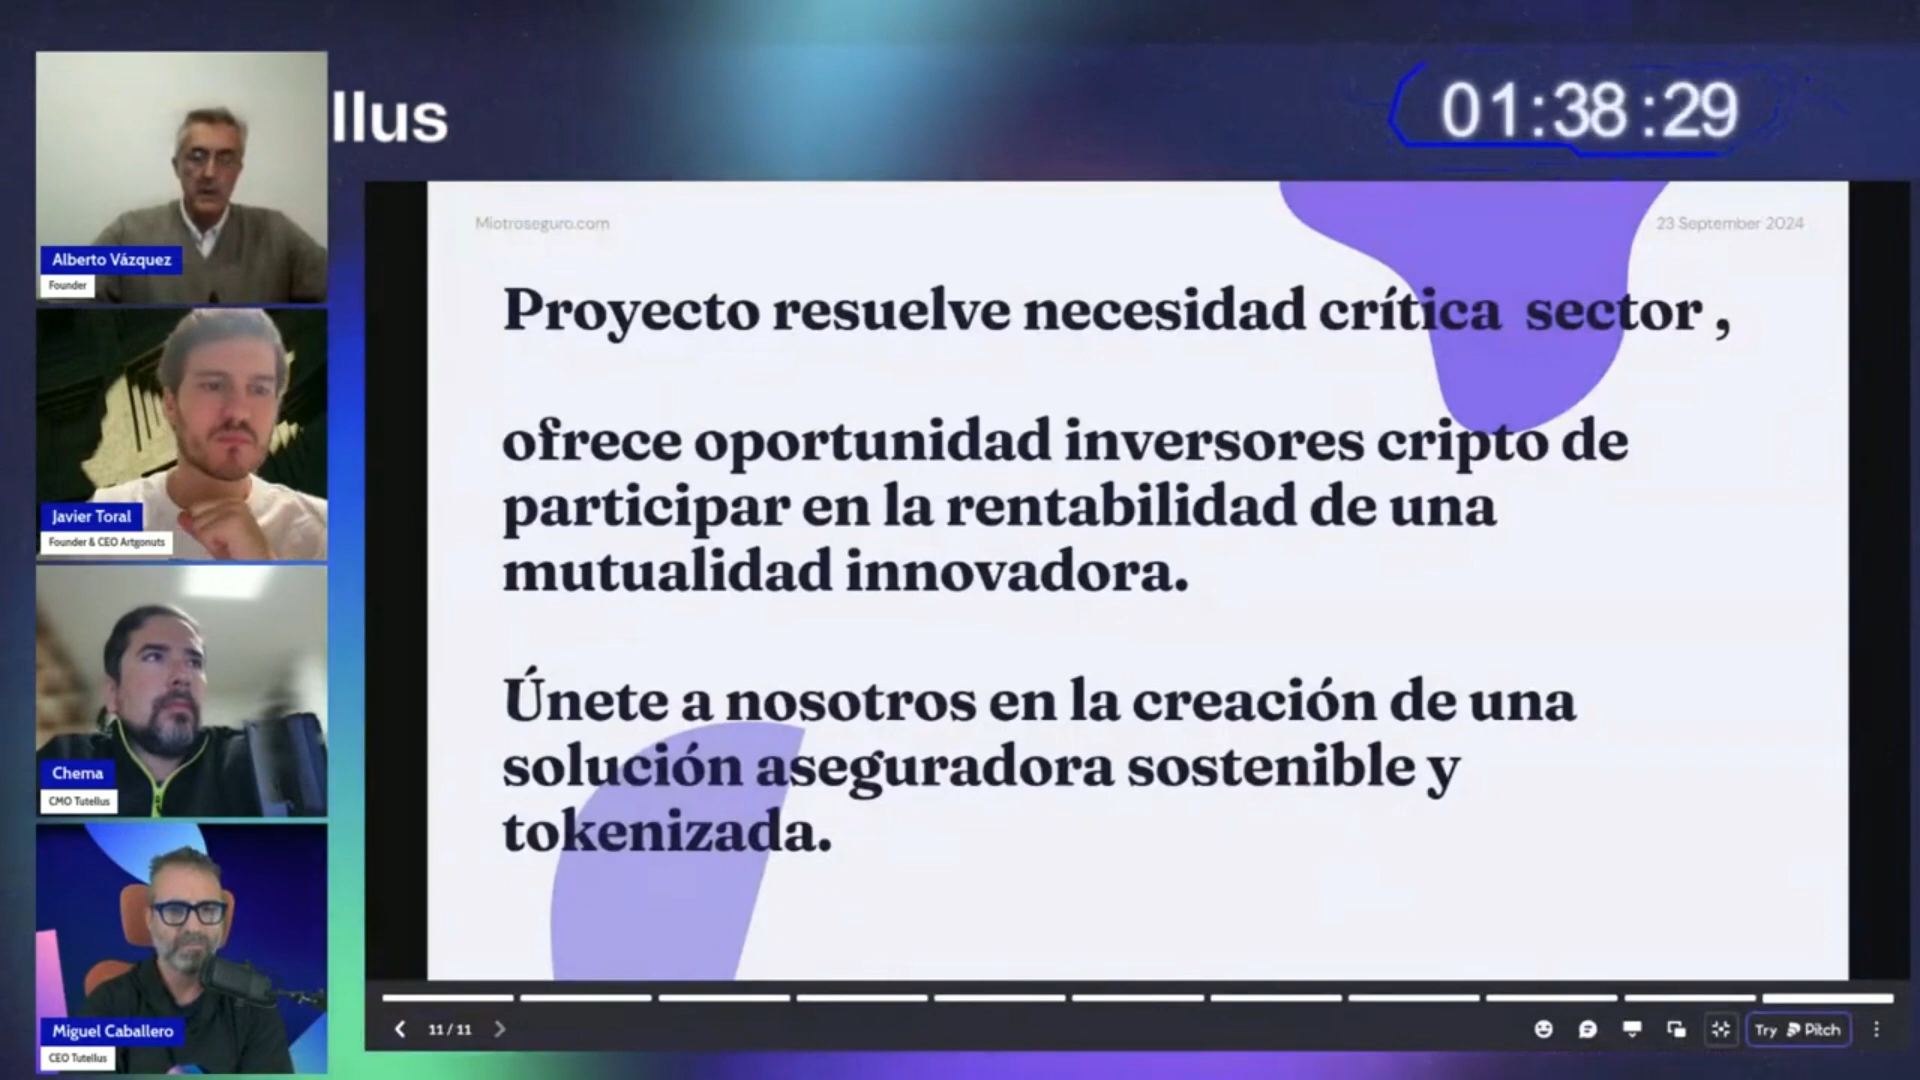 llus
01:38:29
Alberto Vázquez
Founder
Javier Toral
Founder & CEO Artgonuts
Chema
CMO Tutellus
Miguel Caballero
CEO Tutellus
Miotroseguro.com
23 September 2024
Proyecto resuelve necesidad crítica sector ,
ofrece oportunidad inversores cripto de
participar en la rentabilidad de una
mutualidad innovadora.
Únete a nosotros en la creación de una
solución aseguradora sostenible y
tokenizada.
11 / 11
Try Pitch